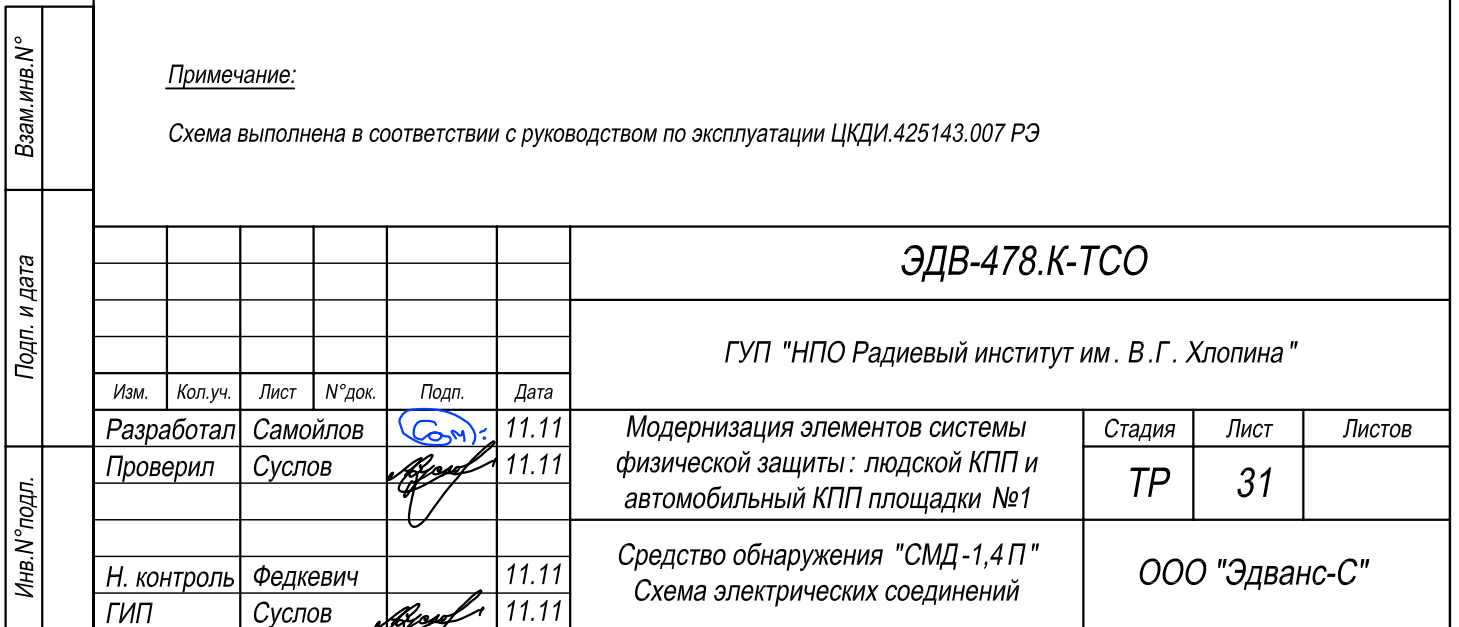 Взам.инв.N°
Подп. и дата
Инв.N°подп.
Примечание:
Схема выполнена в соответствии с руководством по эксплуатации ЦКДИ.425143.007 РЭ
ЭДВ-478.К-ТСО
ГУП "НПО Радиевый институт им. В.Г. Хлопина"
Изм. Кол.уч. Лист N°док. Подп. Дата
Разработал Самойлов 11.11
Проверил Суслов 11.11
Н. контроль Федкевич 11.11
ГИП Суслов 11.11
Модернизация элементов системы
физической защиты: людской КПП и
автомобильный КПП площадки №1
Стадия Лист Листов
ТР 31
Средство обнаружения "СМД-1,4П"
Схема электрических соединений
ООО "Эдванс-С"